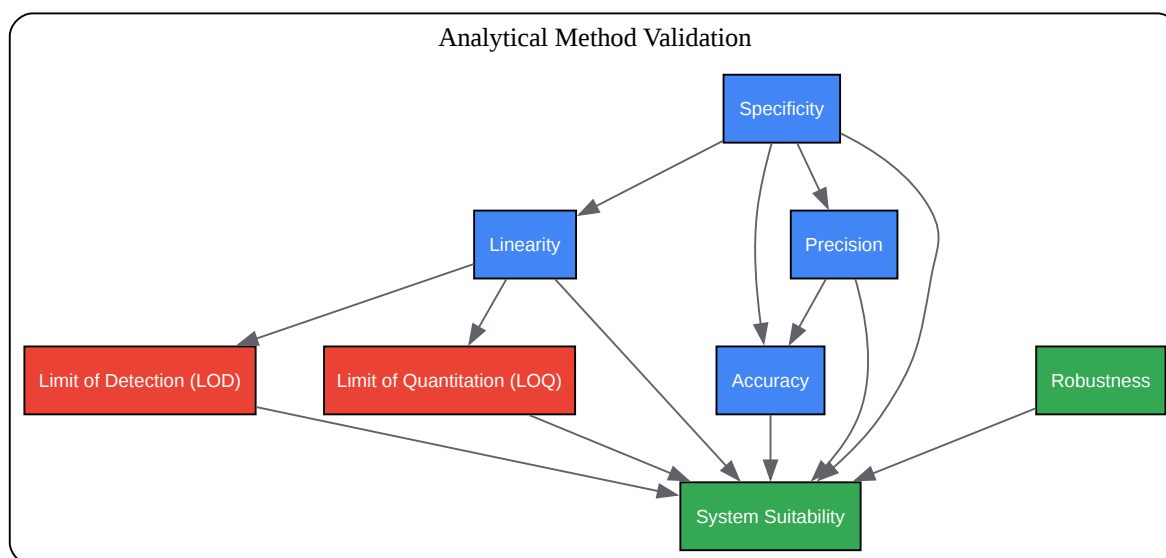 Analytical Method Validation
Specificity
Linearity
Precision
Limit of Detection (LOD)
Limit of Quantitation (LOQ)
Accuracy
Robustness
System Suitability